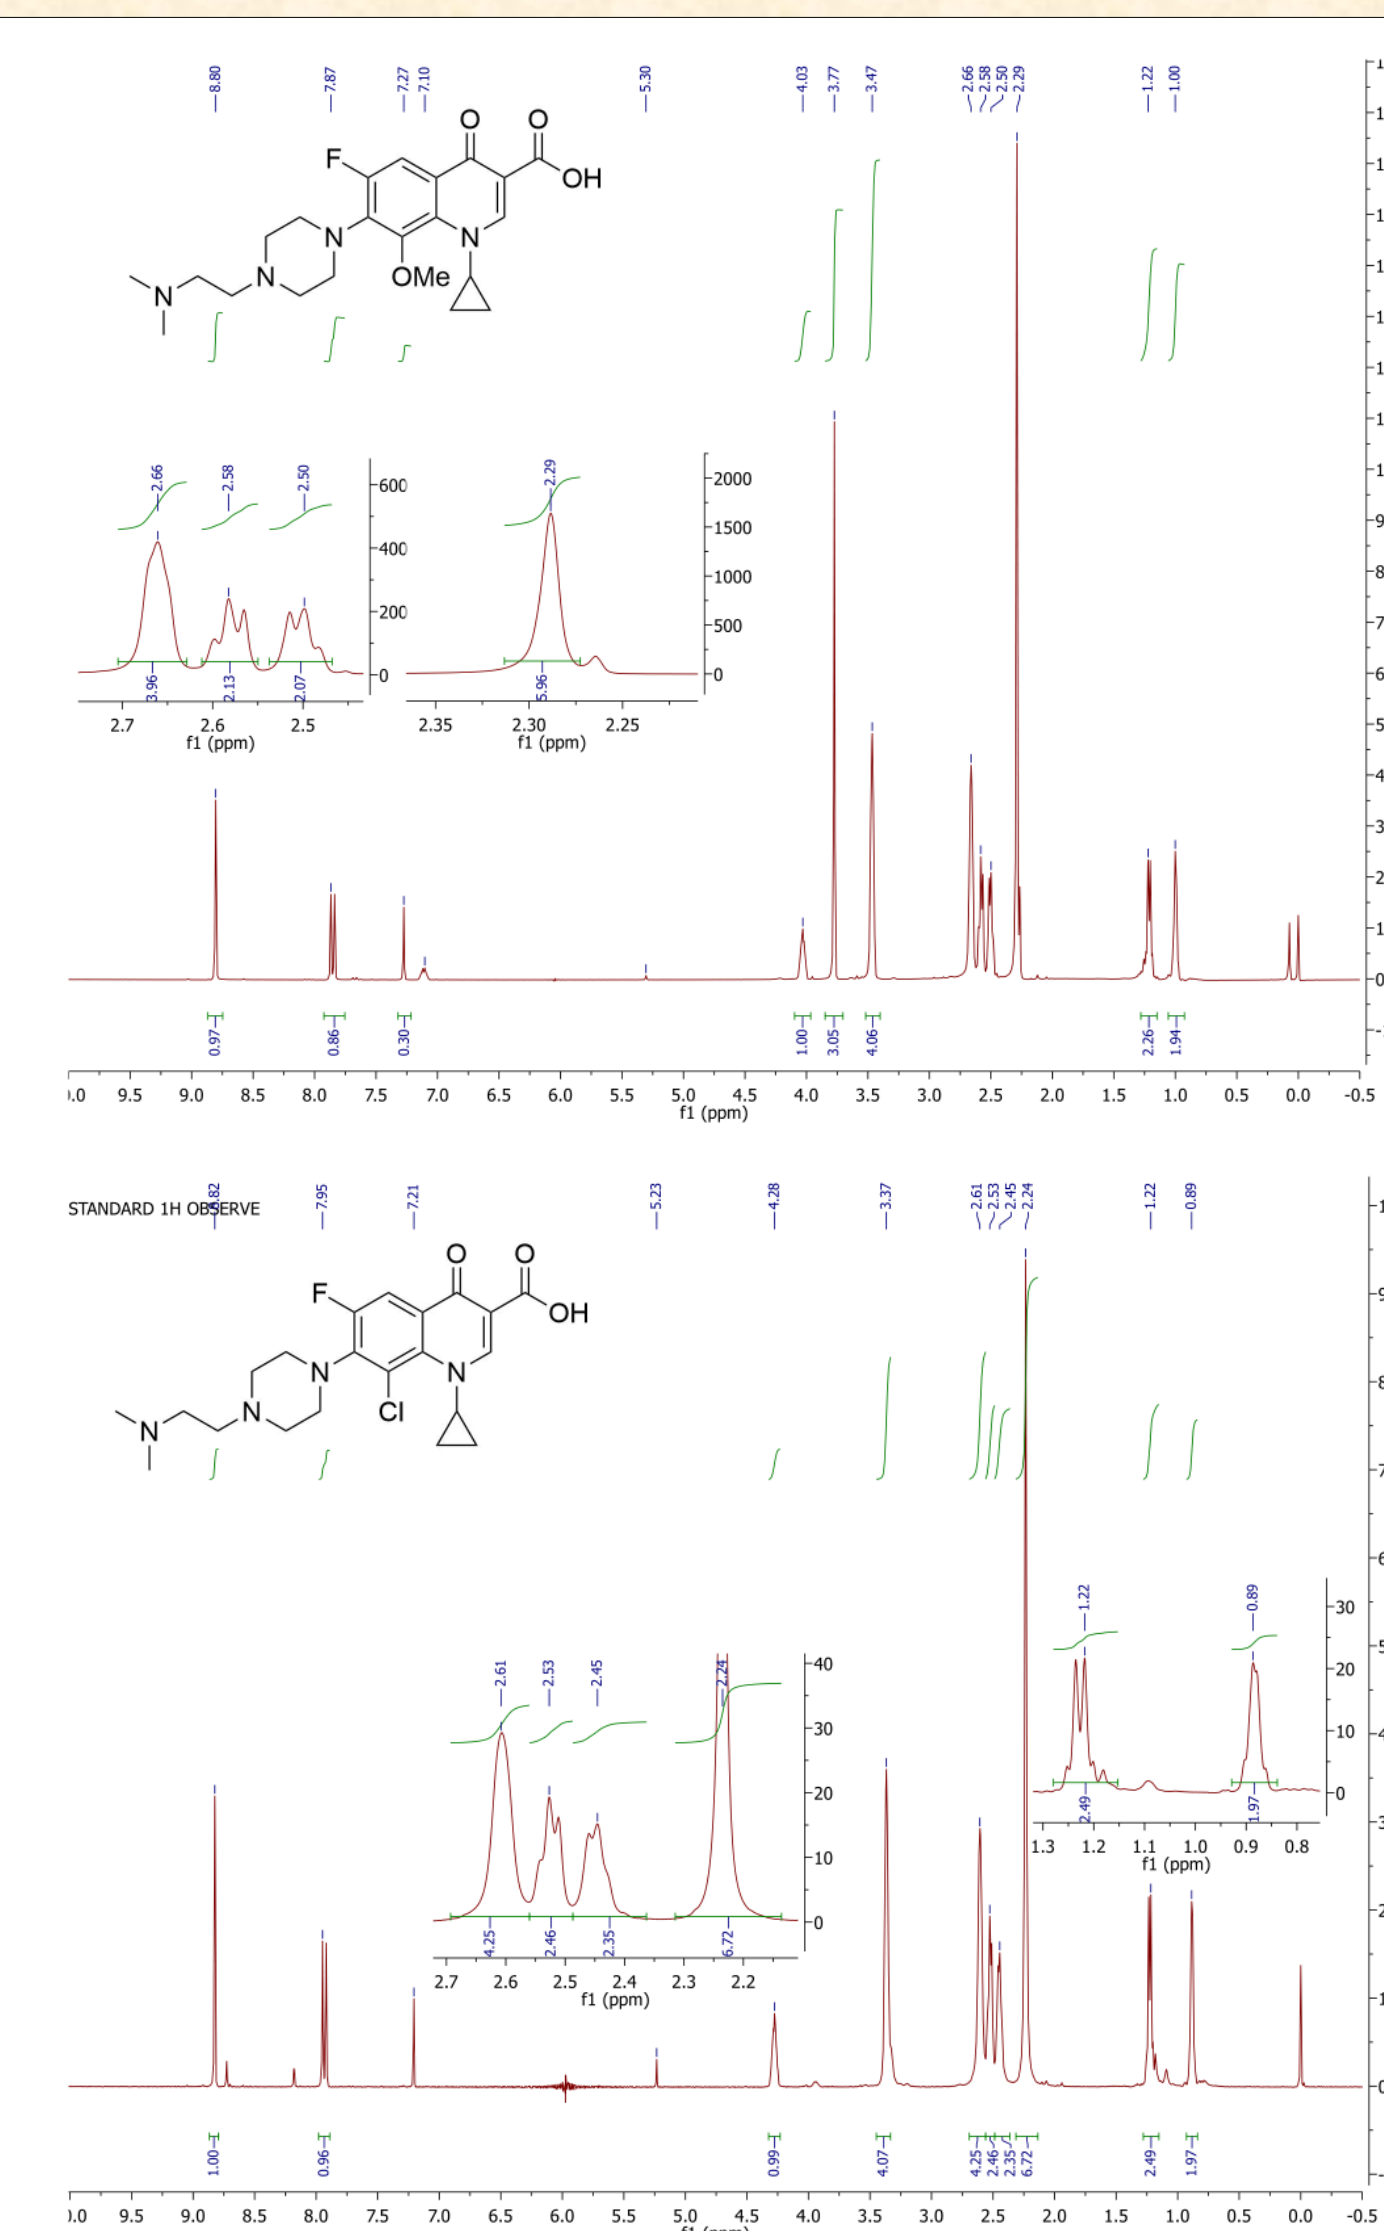 8.80 7.87 7.27 7.10 5.30 4.03 3.77 3.47 2.66 2.58 2.50 2.29 1.22 1.00
O O
F
OH
N
N
N
OMe
N
2.66 2.58 2.50
600
400
200
0
3.96 2.13 2.07
2.7 2.6 2.5
f1 (ppm)
2.29
2000
1500
1000
500
0
5.96
2.35 2.30 2.25
f1 (ppm)
0.97 0.86 0.30 1.00 3.05 4.06 2.26 1.94
9.5 9.0 8.5 8.0 7.5 7.0 6.5 6.0 5.5 5.0 4.5 4.0 3.5 3.0 2.5 2.0 1.5 1.0 0.5 0.0 -0.5
f1 (ppm)
STANDARD 1H OBSERVE
8.82 7.95 7.21 5.23 4.28 3.37 2.61 2.53 2.45 2.24 1.22 0.89
O O
F
OH
N
N
N
Cl
N
2.61 2.53 2.45 2.24
40
30
20
10
0
4.25 2.46 2.35 6.72
2.7 2.6 2.5 2.4 2.3 2.2
f1 (ppm)
1.22 0.89
30
20
10
0
2.49 1.97
1.3 1.2 1.1 1.0 0.9 0.8
f1 (ppm)
1.00 0.96 0.99 4.07 4.25 2.46 2.35 6.72 2.49 1.97
9.5 9.0 8.5 8.0 7.5 7.0 6.5 6.0 5.5 5.0 4.5 4.0 3.5 3.0 2.5 2.0 1.5 1.0 0.5 0.0 -0.5